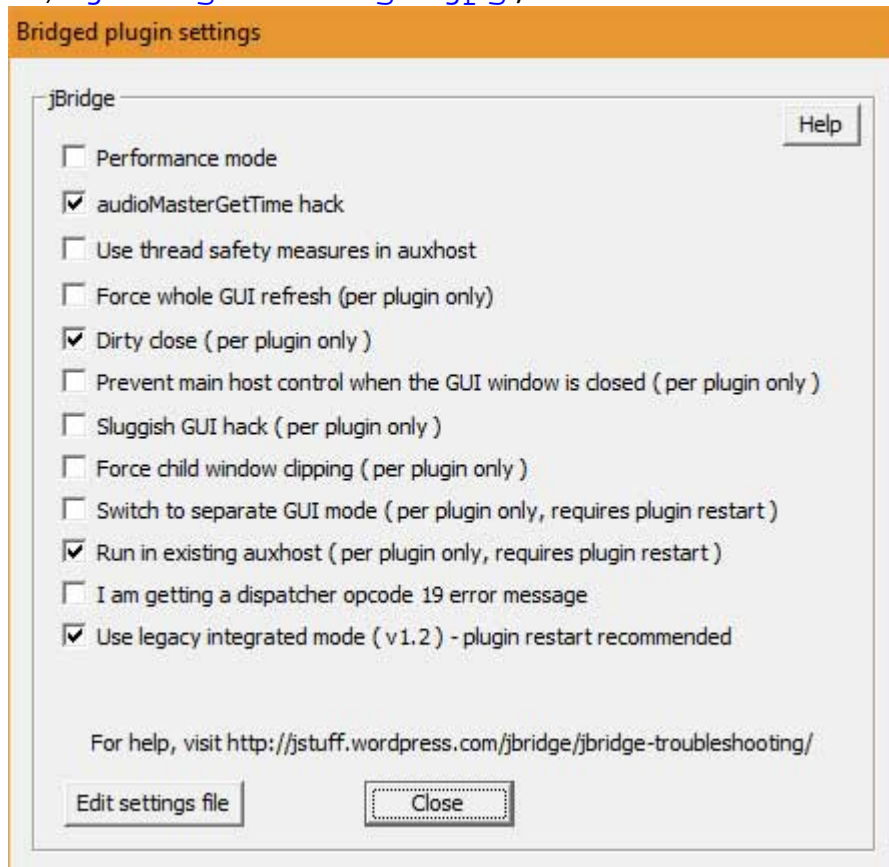 Bridged plugin settings
jBridge
Help
Performance mode
audioMasterGetTime hack
Use thread safety measures in auxhost
Force whole GUI refresh (per plugin only)
Dirty close ( per plugin only )
Prevent main host control when the GUI window is closed ( per plugin only )
Sluggish GUI hack ( per plugin only )
Force child window clipping ( per plugin only )
Switch to separate GUI mode ( per plugin only, requires plugin restart )
Run in existing auxhost ( per plugin only, requires plugin restart )
I am getting a dispatcher opcode 19 error message
Use legacy integrated mode ( v1.2 ) - plugin restart recommended
For help, visit http://jstuff.wordpress.com/jbridge/jbridge-troubleshooting/
Edit settings file
Close